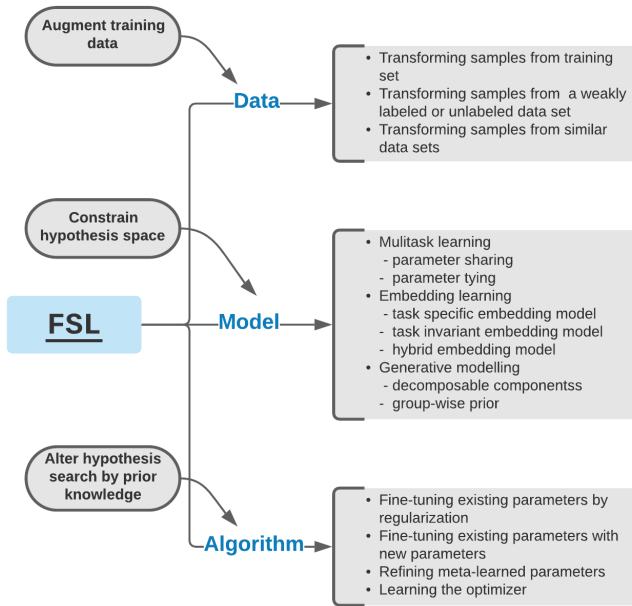 Augment training
data
Data
• Transforming samples from training
set
• Transforming samples from a weakly
labeled or unlabeled data set
• Transforming samples from similar
data sets
Constrain
hypothesis space
FSL
Model
• Mulitask learning
- parameter sharing
- parameter tying
• Embedding learning
- task specific embedding model
- task invariant embedding model
- hybrid embedding model
• Generative modelling
- decomposable componentss
- group-wise prior
Alter hypothesis
search by prior
knowledge
Algorithm
• Fine-tuning existing parameters by
regularization
• Fine-tuning existing parameters with
new parameters
• Refining meta-learned parameters
• Learning the optimizer